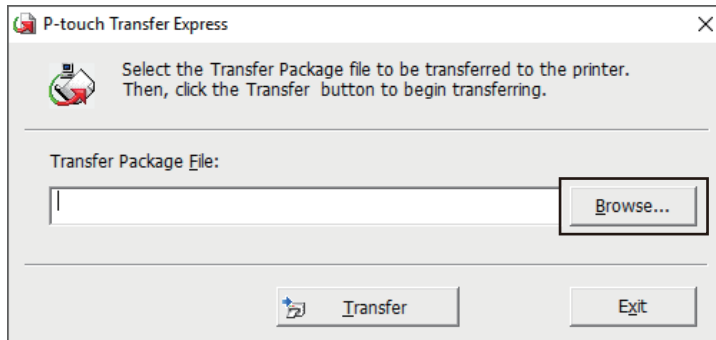 P-touch Transfer Express
Select the Transfer Package file to be transferred to the printer.
Then, click the Transfer button to begin transferring.
Transfer Package File:
Browse...
Transfer
Exit